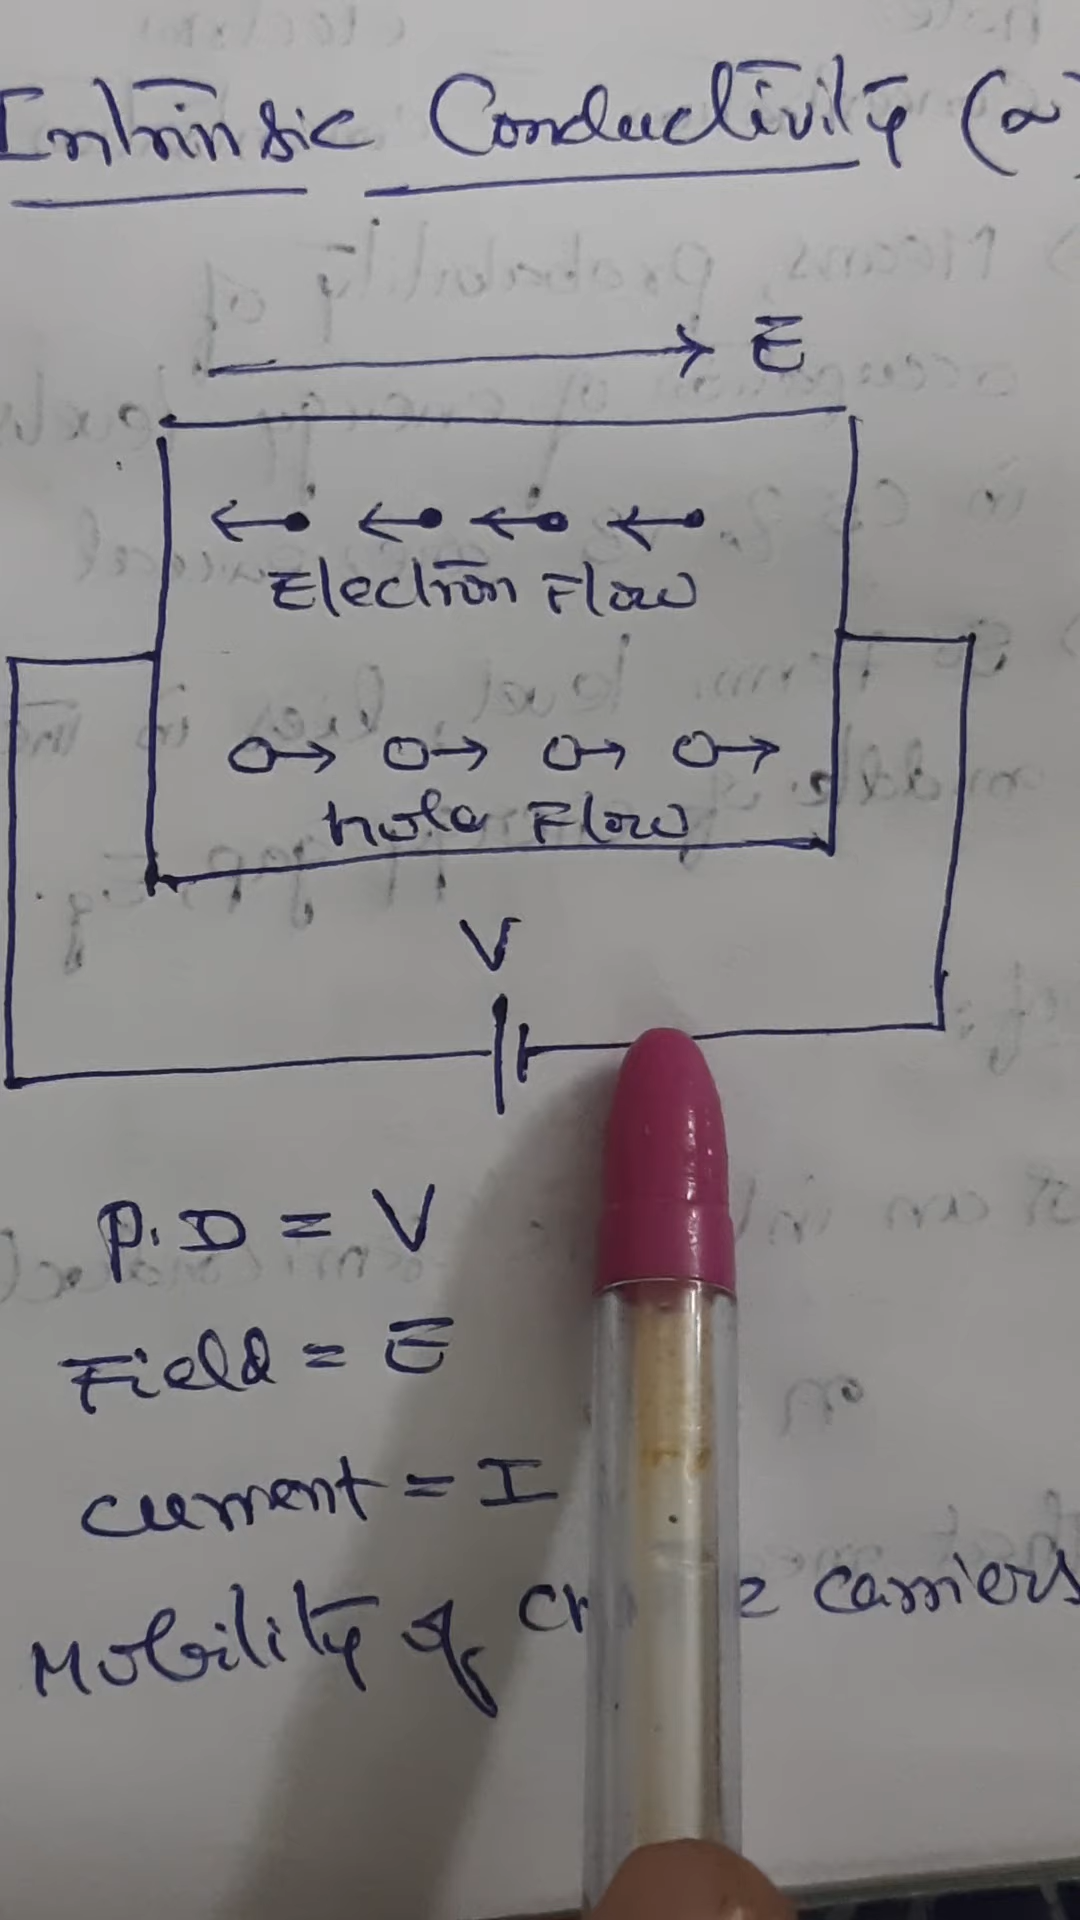 Intrinsic Conductivity (σ)
E
Electron Flow
hole Flow
V
P.D = V
Field = E
current = I
Mobility of carriers